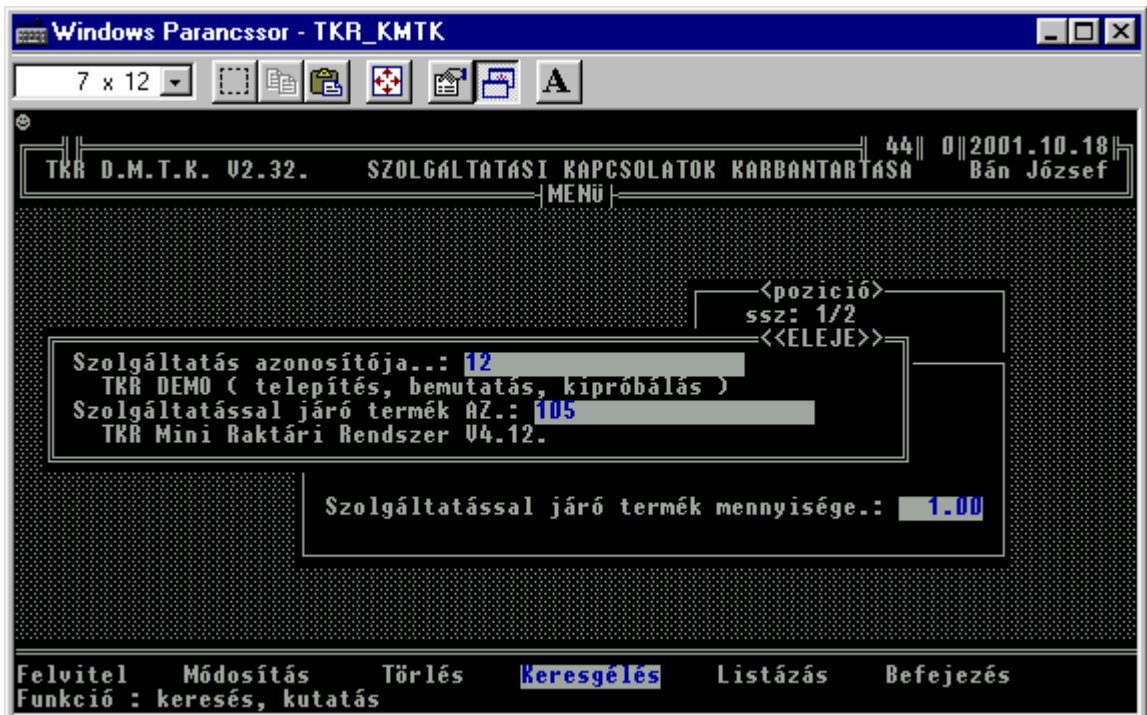 Windows Parancssor - TKR_KMTK
7 x 12
A
44 0 2001.10.18
TKR D.M.T.K. V2.32. SZOLGáLTATáSI KAPCSOLATOK KARBANTARTáSA Bán József
MENü
<pozició>
ssz: 1/2
<<ELEJE>>
Szolgáltatás azonosítója..: 12
TKR DEMO ( telepítés, bemutatás, kipróbálás )
Szolgáltatással járó termék AZ.: 105
TKR Mini Raktári Rendszer V4.12.
Szolgáltatással járó termék mennyisége.: 1.00
Felvitel Módosítás Törlés Keresgélés Listázás Befejezés
Funkció : keresés, kutatás